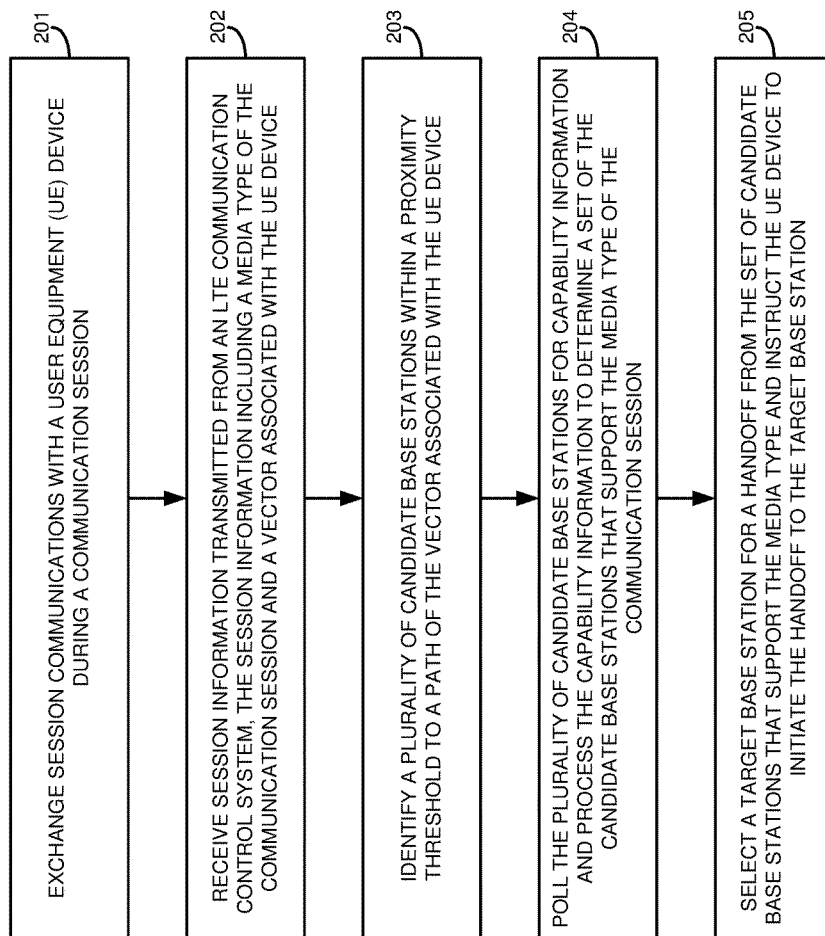 201
EXCHANGE SESSION COMMUNICATIONS WITH A USER EQUIPMENT (UE) DEVICE
DURING A COMMUNICATION SESSION
202
RECEIVE SESSION INFORMATION TRANSMITTED FROM AN LTE COMMUNICATION
CONTROL SYSTEM, THE SESSION INFORMATION INCLUDING A MEDIA TYPE OF THE
COMMUNICATION SESSION AND A VECTOR ASSOCIATED WITH THE UE DEVICE
203
IDENTIFY A PLURALITY OF CANDIDATE BASE STATIONS WITHIN A PROXIMITY
THRESHOLD TO A PATH OF THE VECTOR ASSOCIATED WITH THE UE DEVICE
204
POLL THE PLURALITY OF CANDIDATE BASE STATIONS FOR CAPABILITY INFORMATION
AND PROCESS THE CAPABILITY INFORMATION TO DETERMINE A SET OF THE
CANDIDATE BASE STATIONS THAT SUPPORT THE MEDIA TYPE OF THE
COMMUNICATION SESSION
205
SELECT A TARGET BASE STATION FOR A HANDOFF FROM THE SET OF CANDIDATE
BASE STATIONS THAT SUPPORT THE MEDIA TYPE AND INSTRUCT THE UE DEVICE TO
INITIATE THE HANDOFF TO THE TARGET BASE STATION